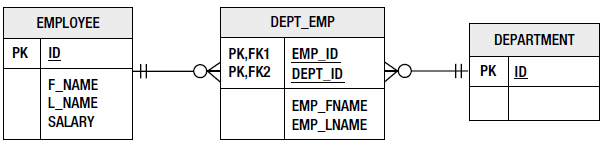 EMPLOYEE
PK ID
F_NAME
L_NAME
SALARY
DEPT_EMP
PK,FK1 EMP_ID
PK,FK2 DEPT_ID
EMP_FNAME
EMP_LNAME
DEPARTMENT
PK ID